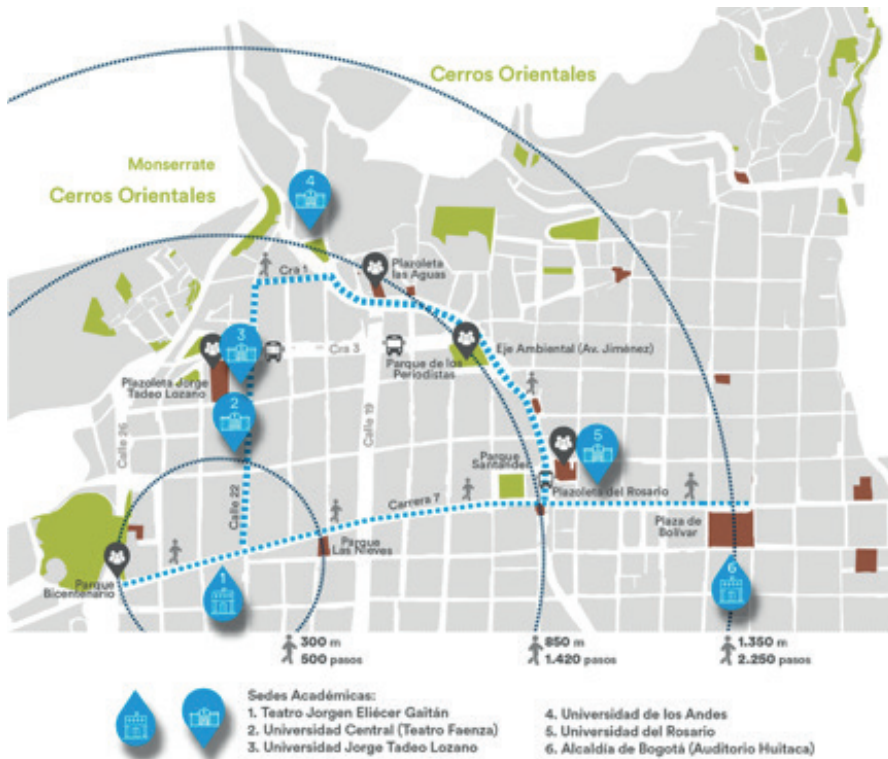 Cerros Orientales
Monserrate
Cerros Orientales
4
Plazoleta
las Aguas
Cra 1
3
Cra 3
Eje Ambiental (Av. Jiménez)
Parque de los
Periodistas
Plazoleta Jorge
Tadeo Lozano
2
Calle 26
Calle 19
5
Parque
Santander
Calle 22
Carrera 7
Plazoleta del Rosario
Plaza de
Bolívar
Parque
Las Nieves
1
6
Parque
Bicentenario
300 m
500 pasos
850 m
1.420 pasos
1.350 m
2.250 pasos
Sedes Académicas:
1. Teatro Jorgen Eliécer Gaitán
2. Universidad Central (Teatro Faenza)
3. Universidad Jorge Tadeo Lozano
4. Universidad de los Andes
5. Universidad del Rosario
6. Alcaldía de Bogotá (Auditorio Huitaca)